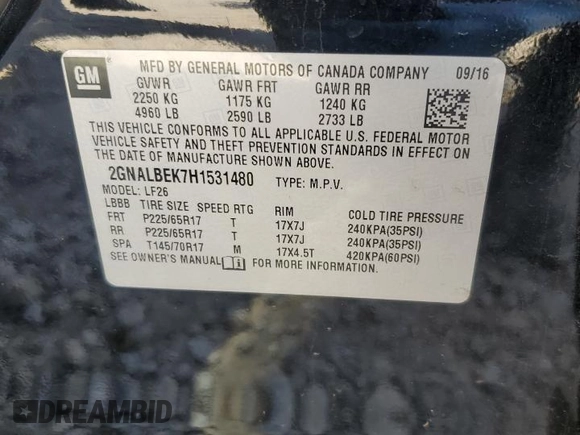 GM
MFD BY GENERAL MOTORS OF CANADA COMPANY 09/16
GVWR GAWR FRT GAWR RR
2250 KG 1175 KG 1240 KG
4960 LB 2590 LB 2733 LB
THIS VEHICLE CONFORMS TO ALL APPLICABLE U.S. FEDERAL MOTOR
VEHICLE SAFETY AND THEFT PREVENTION STANDARDS IN EFFECT ON
THE DATE OF MANUFACTURE SHOWN ABOVE.
2GNALBEK7H1531480 TYPE: M.P.V.
MODEL: LF26
LBBB TIRE SIZE SPEED RTG RIM COLD TIRE PRESSURE
FRT P225/65R17 T 17X7J 240KPA(35PSI)
RR P225/65R17 T 17X7J 240KPA(35PSI)
SPA T145/70R17 M 17X4.5T 420KPA(60PSI)
SEE OWNER'S MANUAL FOR MORE INFORMATION.
DREAMBID